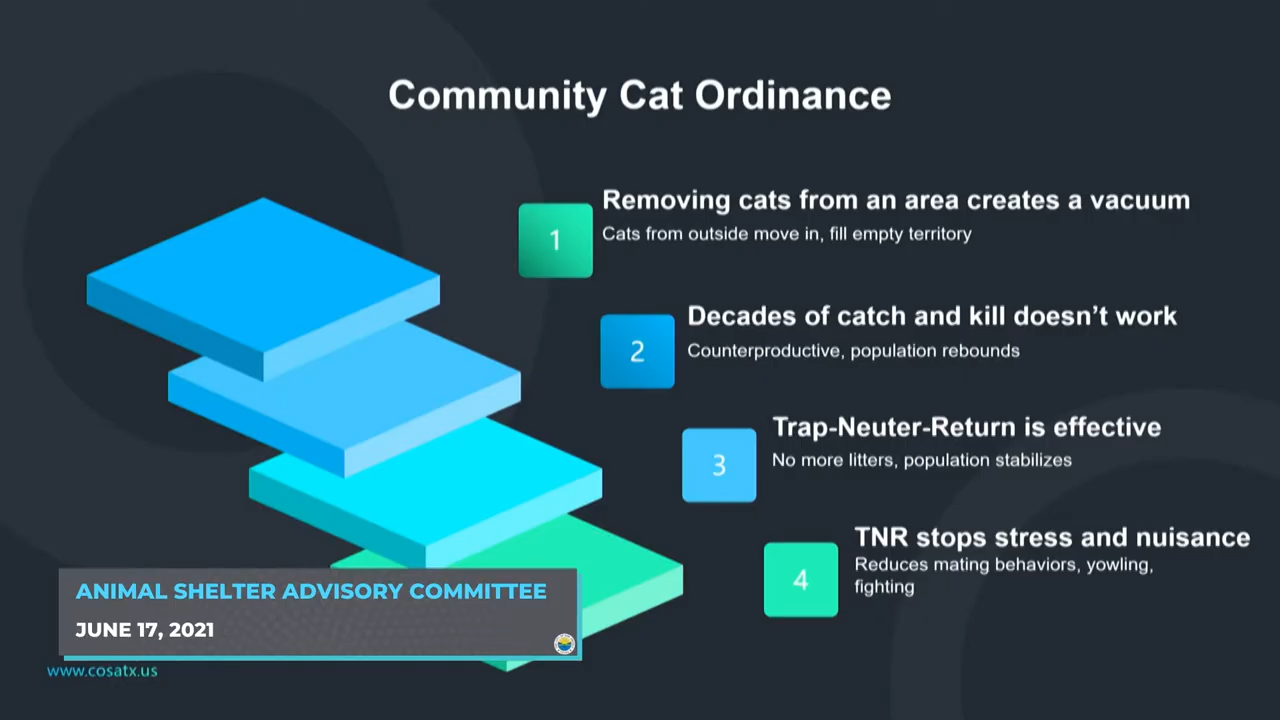 Community Cat Ordinance
1
Removing cats from an area creates a vacuum
Cats from outside move in, fill empty territory
2
Decades of catch and kill doesn’t work
Counterproductive, population rebounds
3
Trap-Neuter-Return is effective
No more litters, population stabilizes
4
TNR stops stress and nuisance
Reduces mating behaviors, yowling,
fighting
ANIMAL SHELTER ADVISORY COMMITTEE
JUNE 17, 2021
www.cosatx.us